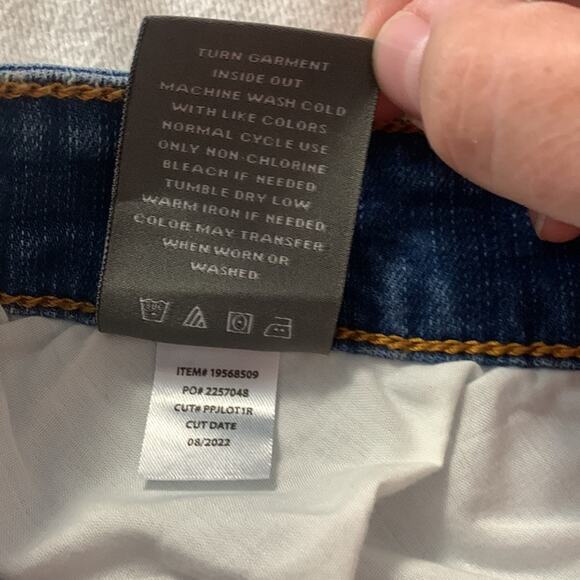 TURN GARMENT
INSIDE OUT
MACHINE WASH COLD
WITH LIKE COLORS
NORMAL CYCLE USE
ONLY NON-CHLORINE
BLEACH IF NEEDED
TUMBLE DRY LOW
WARM IRON IF NEEDED
COLOR MAY TRANSFER
WHEN WORN OR
WASHED
ITEM# 19568509
PO# 2257048
CUT# PPJLOT1R
CUT DATE
08/2022